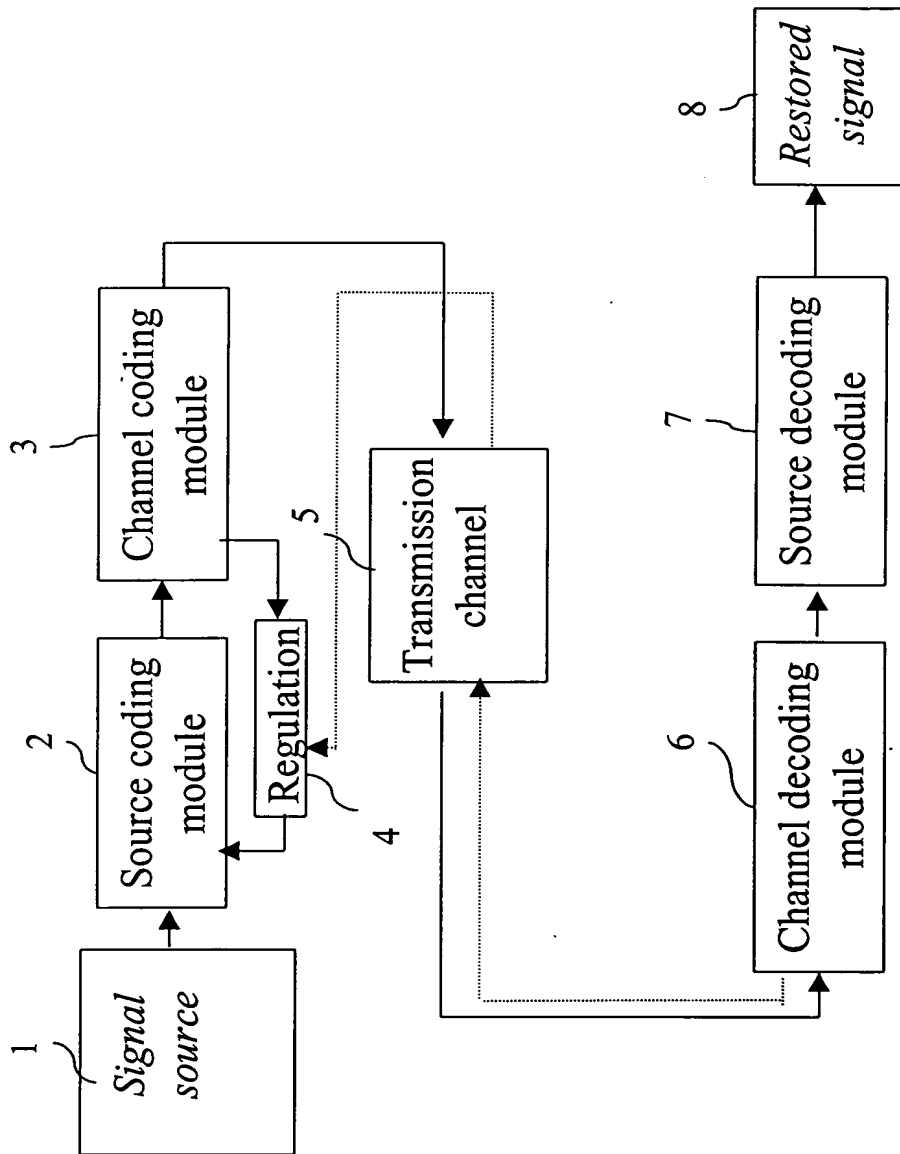 1
Signal
source
2
Source coding
module
3
Channel coding
module
Regulation
4
5
Transmission
channel
6
Channel decoding
module
7
Source decoding
module
8
Restored
signal